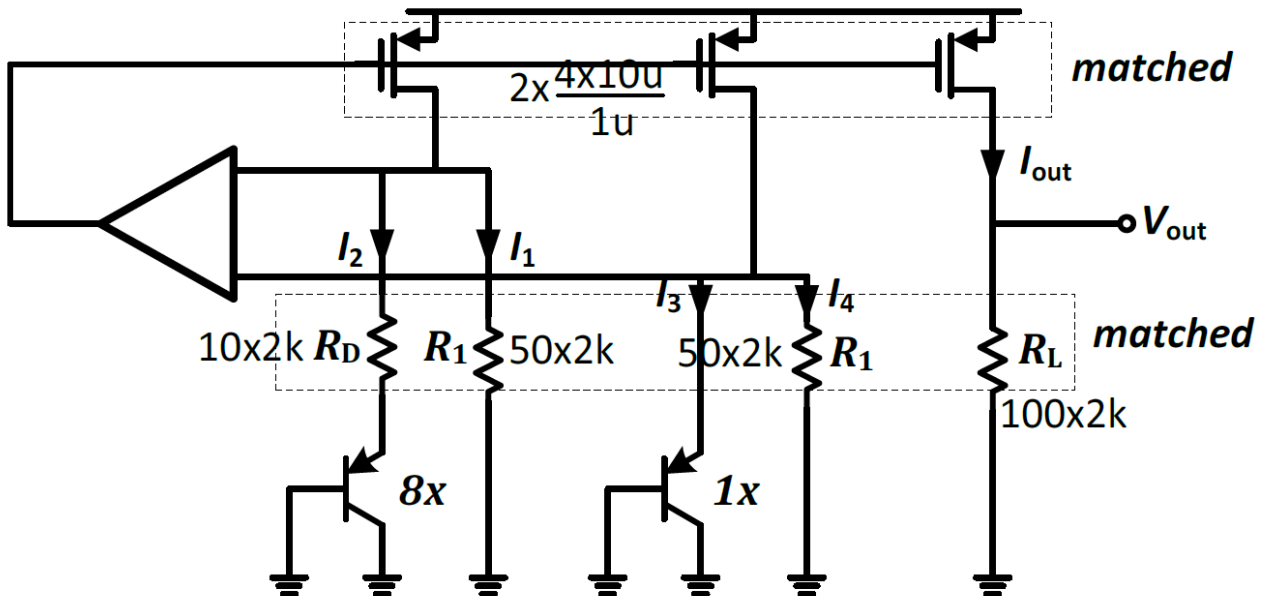 matched
2x 4x10u
1u
Iout
Vout
I2
I1
I3
I4
10x2k RD
R1
50x2k
50x2k
R1
RL
matched
100x2k
8x
1x